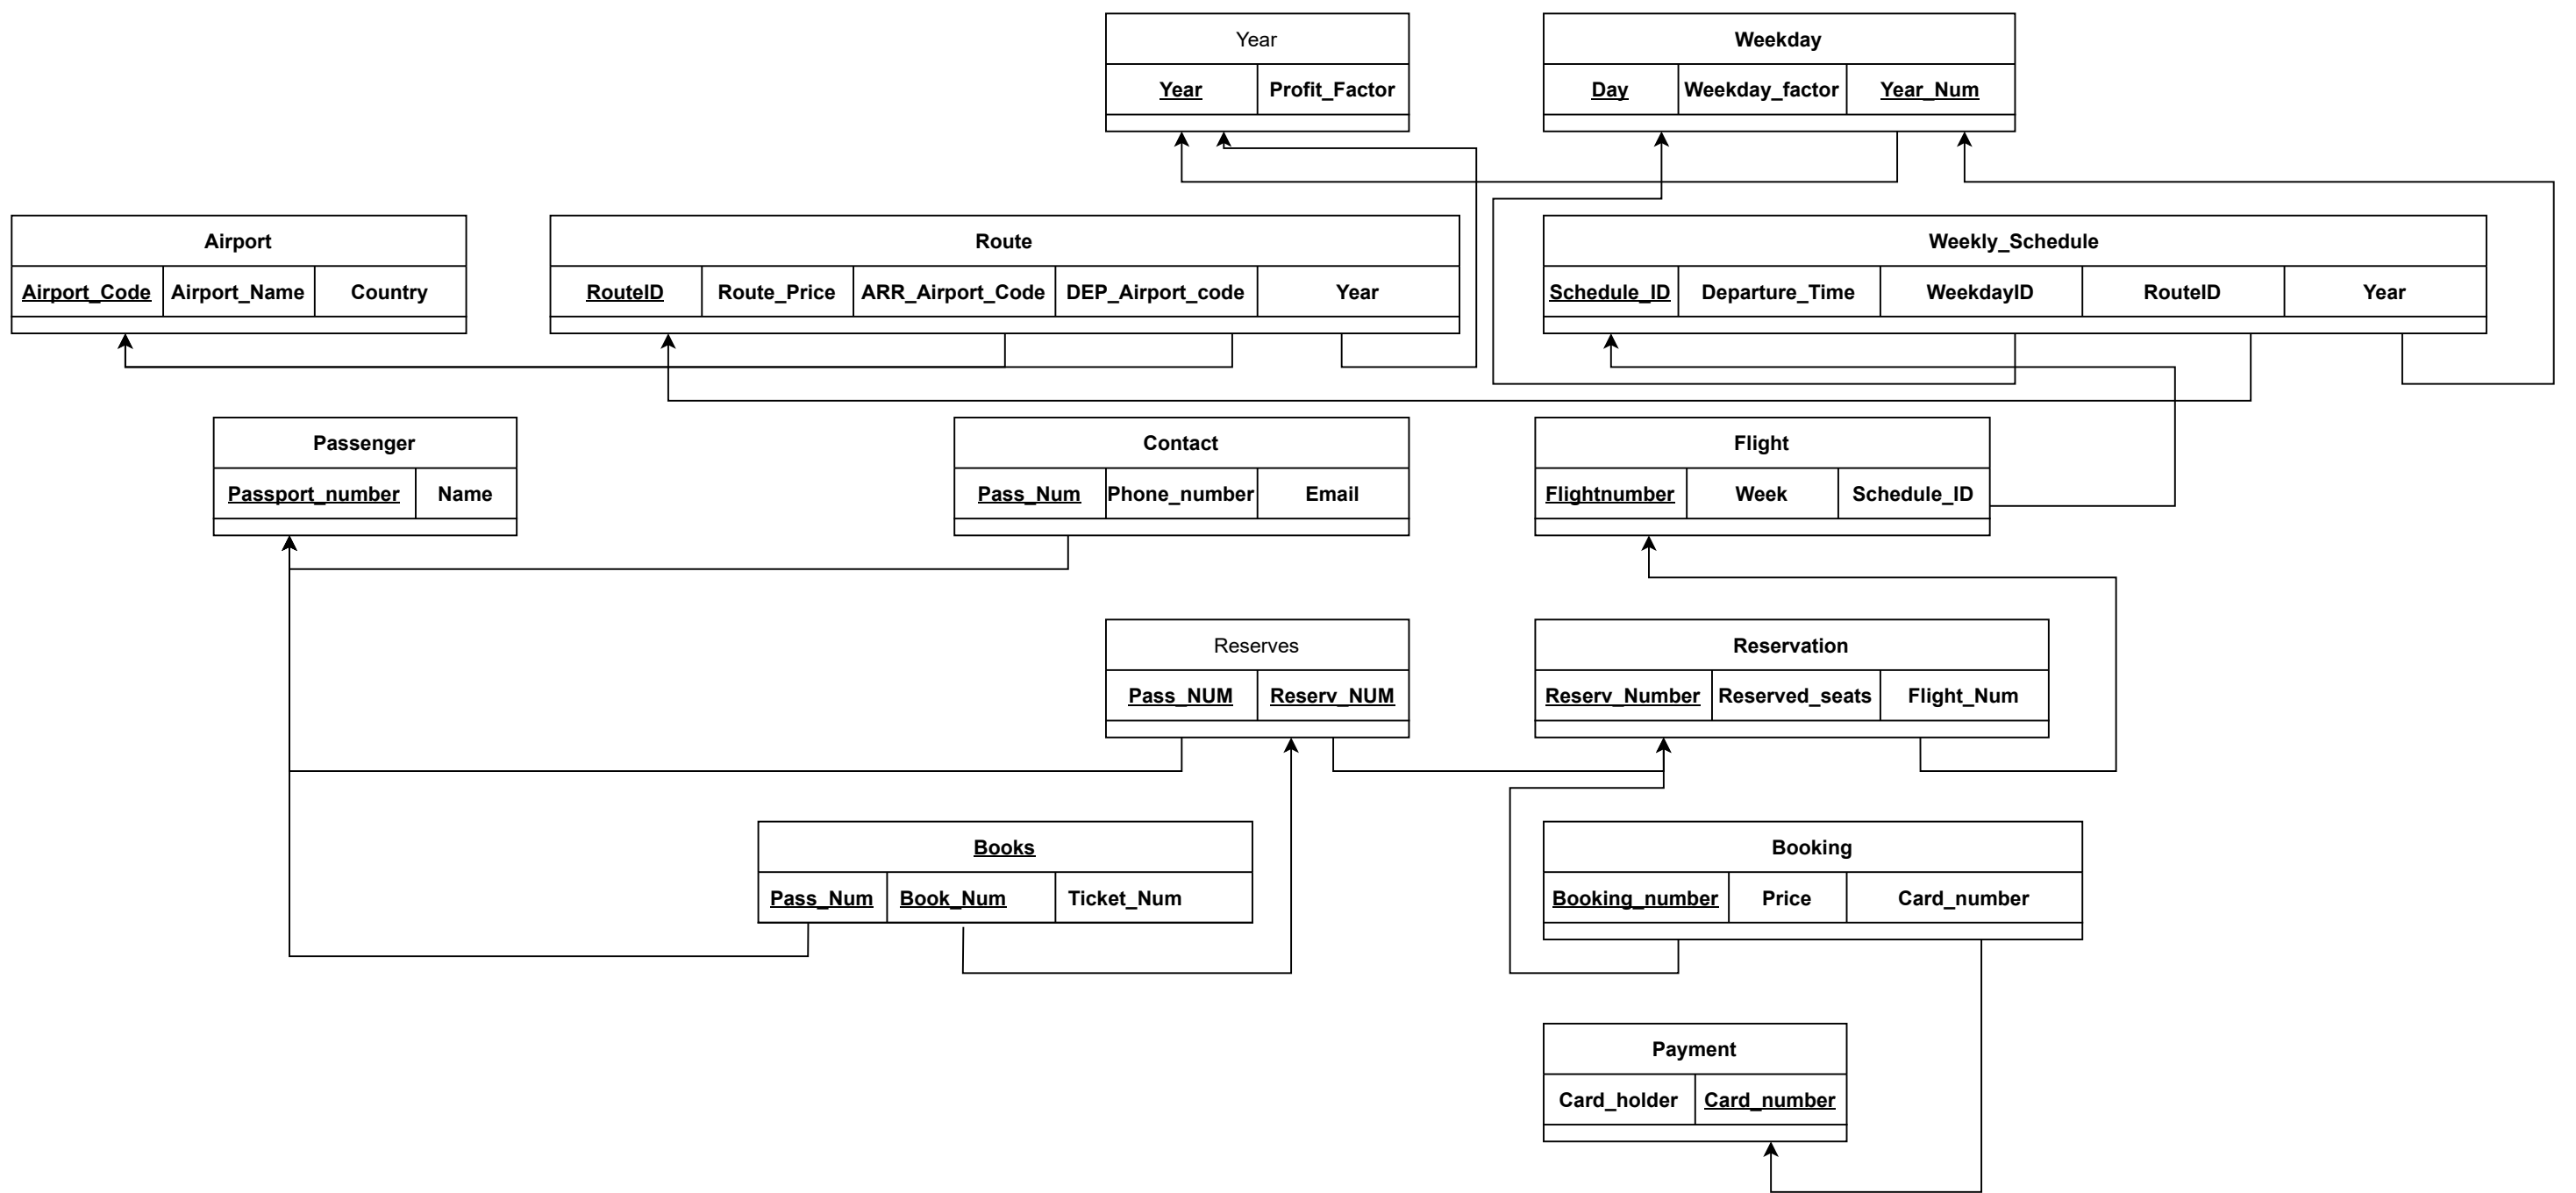 Year
Year Profit_Factor
Weekday
Day Weekday_factor Year_Num
Airport
Airport_Code Airport_Name Country
Route
RouteID Route_Price ARR_Airport_Code DEP_Airport_code Year
Weekly_Schedule
Schedule_ID Departure_Time WeekdayID RouteID Year
Passenger
Passport_number Name
Contact
Pass_Num Phone_number Email
Flight
Flightnumber Week Schedule_ID
Reserves
Pass_NUM Reserv_NUM
Reservation
Reserv_Number Reserved_seats Flight_Num
Books
Pass_Num Book_Num Ticket_Num
Booking
Booking_number Price Card_number
Payment
Card_holder Card_number